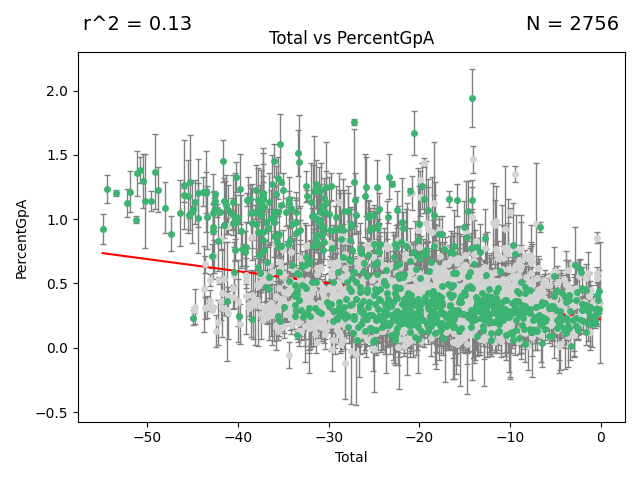 r^2 = 0.13
N = 2756
Total vs PercentGpA
PercentGpA
2.0
1.5
1.0
0.5
0.0
−0.5
−50
−40
−30
−20
−10
0
Total